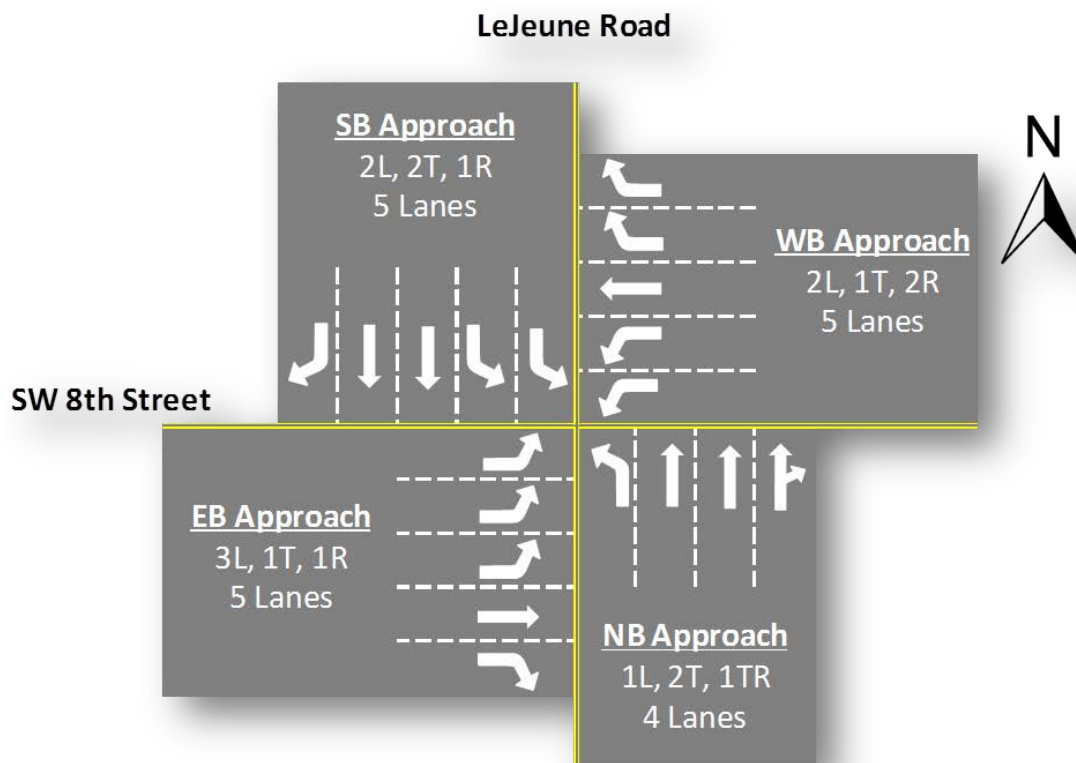 LeJeune Road
SB Approach
2L, 2T, 1R
5 Lanes
N
WB Approach
2L, 1T, 2R
5 Lanes
SW 8th Street
EB Approach
3L, 1T, 1R
5 Lanes
NB Approach
1L, 2T, 1TR
4 Lanes